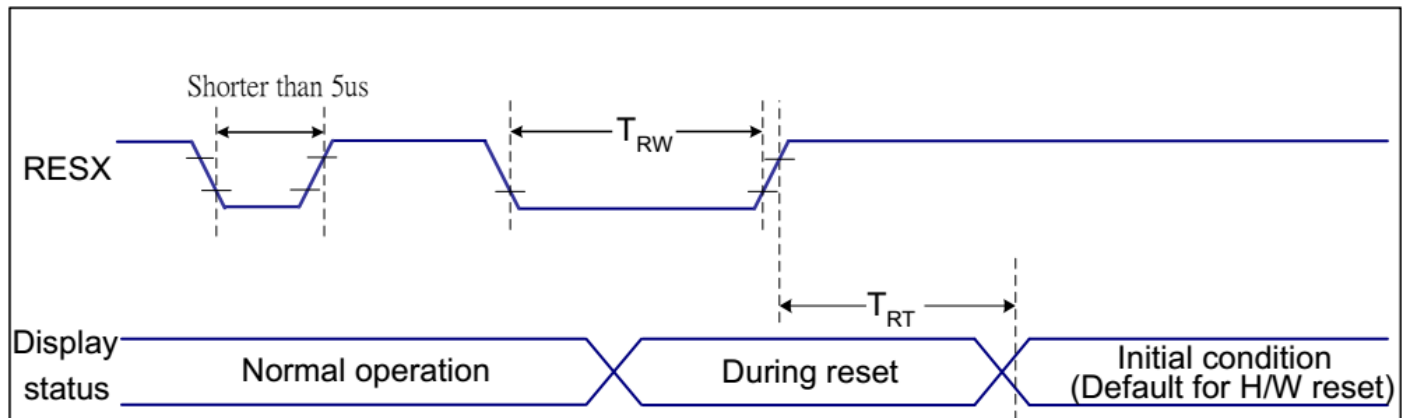 Shorter than 5us
RESX
TRW
TRT
Display
status
Normal operation
During reset
Initial condition
(Default for H/W reset)